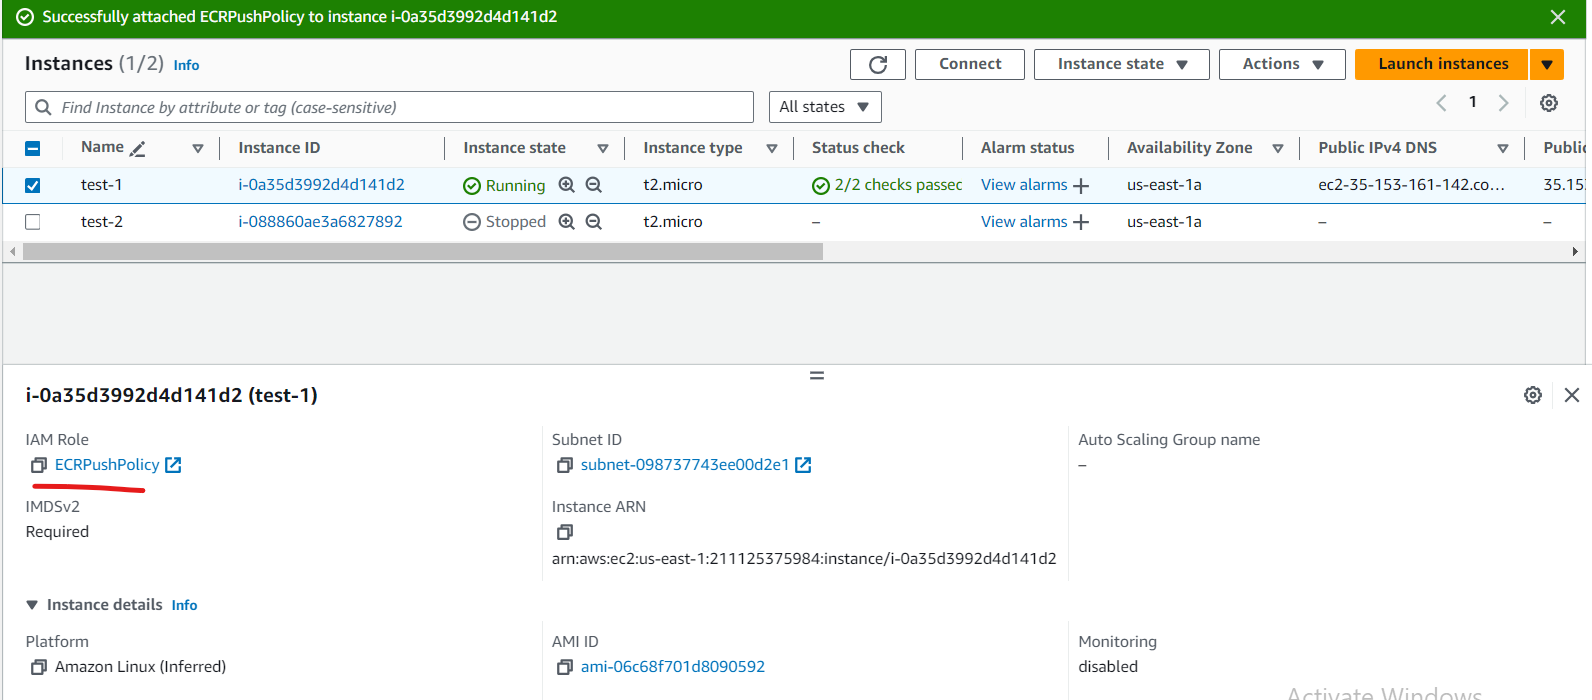 Successfully attached ECRPushPolicy to instance i-0a35d3992d4d141d2
Instances (1/2) Info
Connect
Instance state
Actions
Launch instances
Find Instance by attribute or tag (case-sensitive)
All states
1
Name Instance ID Instance state Instance type Status check Alarm status Availability Zone Public IPv4 DNS Public
test-1 i-0a35d3992d4d141d2 Running t2.micro 2/2 checks passed View alarms + us-east-1a ec2-35-153-161-142.co... 35.15
test-2 i-088860ae3a6827892 Stopped t2.micro – View alarms + us-east-1a – –
i-0a35d3992d4d141d2 (test-1)
IAM Role
ECRPushPolicy
Subnet ID
subnet-098737743ee00d2e1
Auto Scaling Group name
–
IMDSv2
Required
Instance ARN
arn:aws:ec2:us-east-1:211125375984:instance/i-0a35d3992d4d141d2
Instance details Info
Platform
Amazon Linux (Inferred)
AMI ID
ami-06c68f701d8090592
Monitoring
disabled
Activate Windows